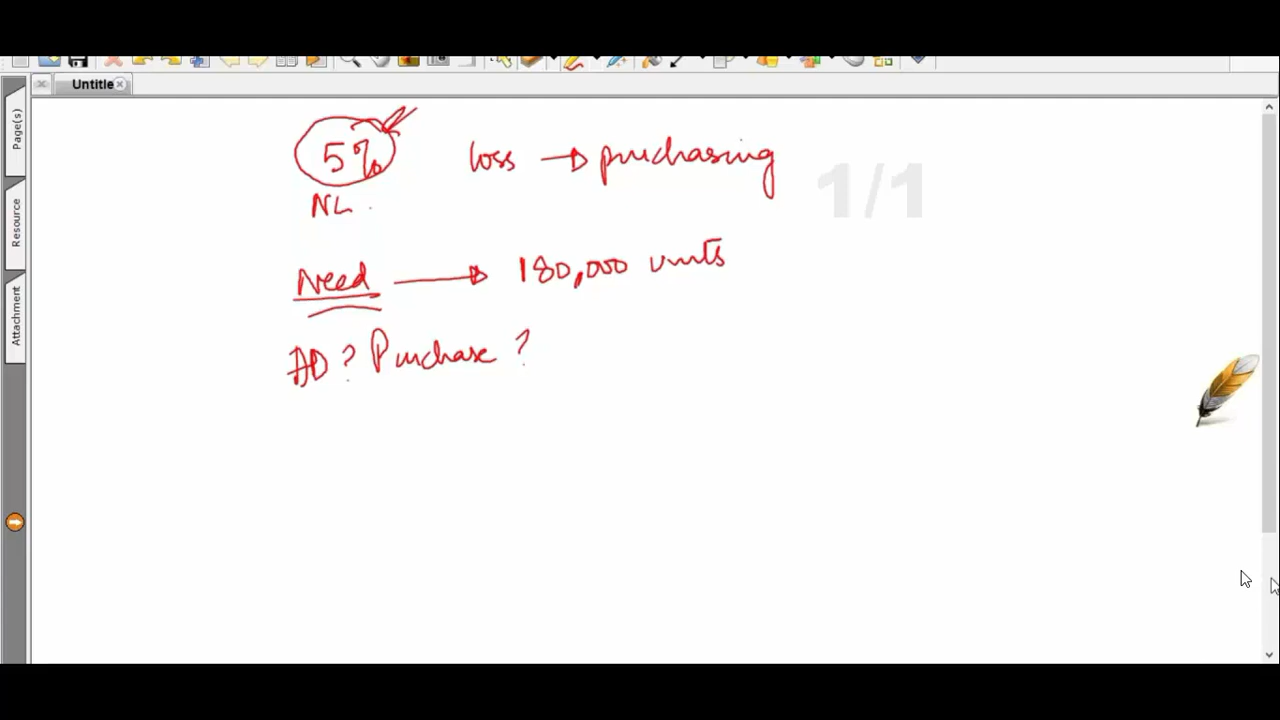 Untitle
Page(s)
Resource
Attachment
5% loss → purchasing
NL
1/1
Need → 180,000 units
AD? Purchase ?